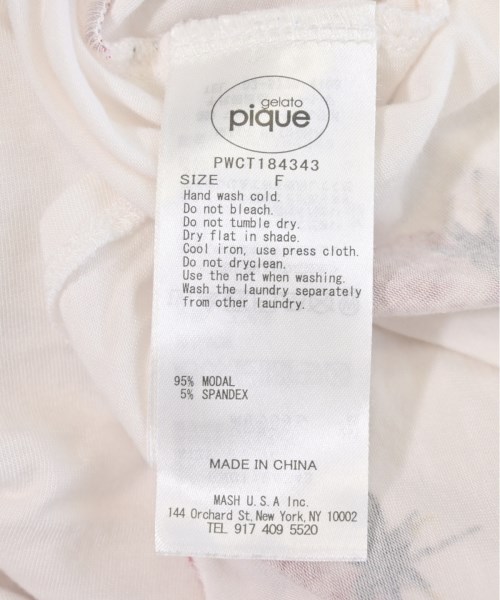 gelato
pique
PWCT184343
SIZE F
Hand wash cold.
Do not bleach.
Do not tumble dry.
Dry flat in shade.
Cool iron, use press cloth.
Do not dryclean.
Use the net when washing.
Wash the laundry separately
from other laundry.
95% MODAL
5% SPANDEX
MADE IN CHINA
MASH U.S.A Inc.
144 Orchard St, New York, NY 10002
TEL 917 409 5520